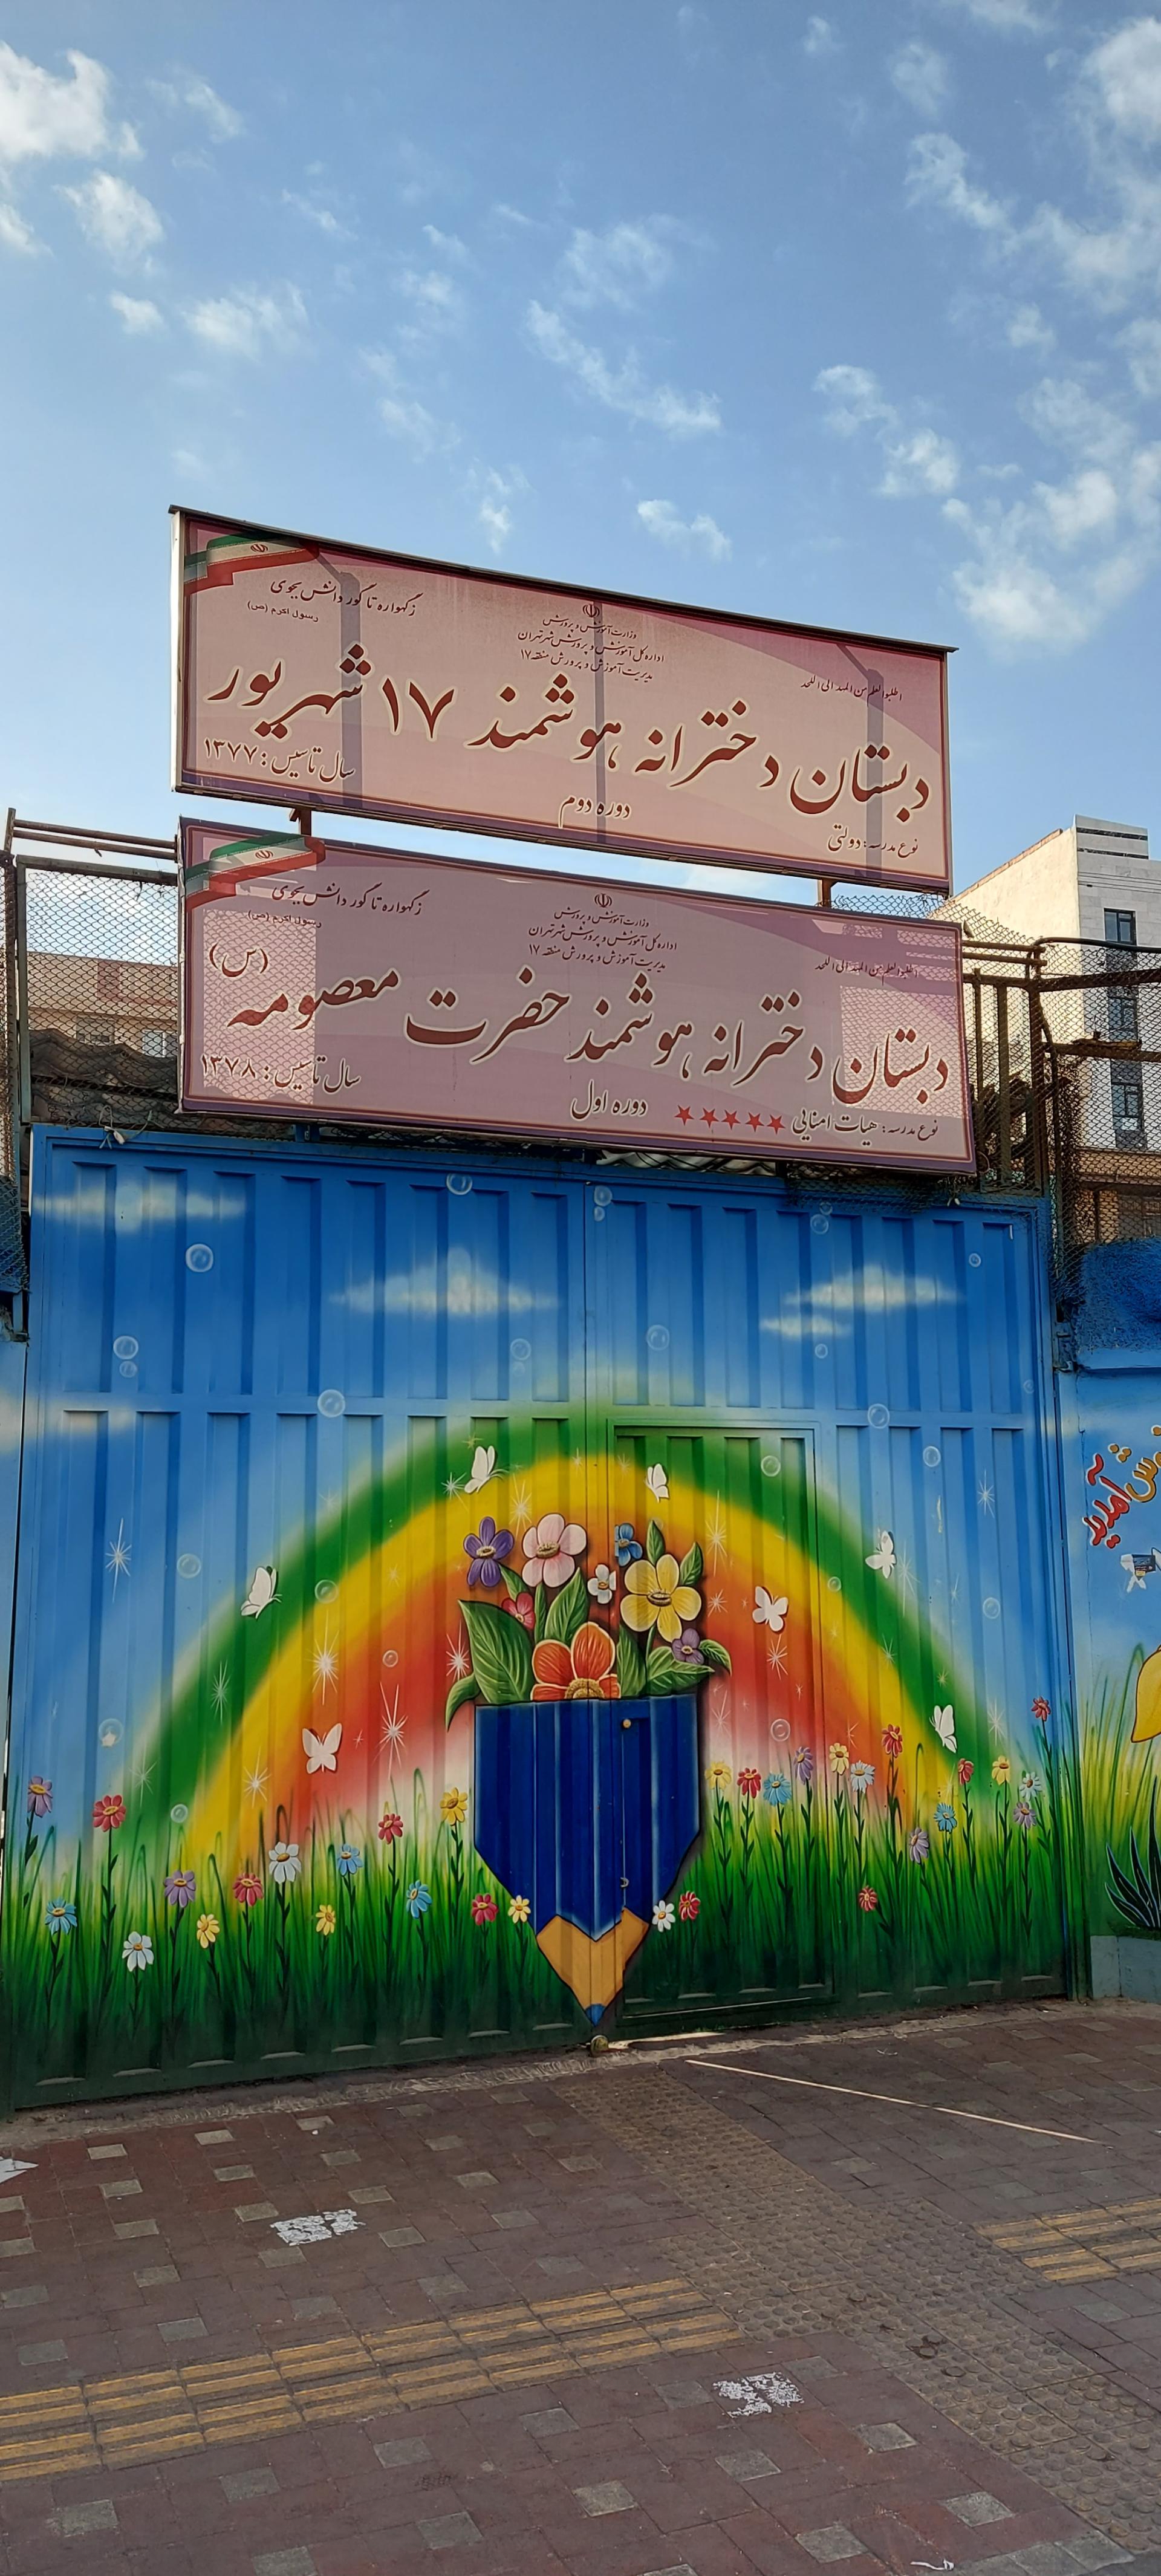 ز گهواره تا گور دانش بجوی
رسول اکرم (ص)
وزارت آموزش و پرورش
اداره کل آموزش و پرورش شهر تهران
مدیریت آموزش و پرورش منطقه ۱۷
اطلبوا العلم من المهد الی اللحد
دبستان دخترانه هوشمند ۱۷ شهریور
سال تاسیس: ۱۳۷۷
دوره دوم
نوع مدرسه: دولتی
ز گهواره تا گور دانش بجوی
رسول اکرم (ص)
وزارت آموزش و پرورش
اداره کل آموزش و پرورش شهر تهران
مدیریت آموزش و پرورش منطقه ۱۷
اطلبوا العلم من المهد الی اللحد
دبستان دخترانه هوشمند حضرت معصومه (س)
سال تاسیس: ۱۳۷۸
دوره اول
نوع مدرسه: هیات امنایی
آمدید